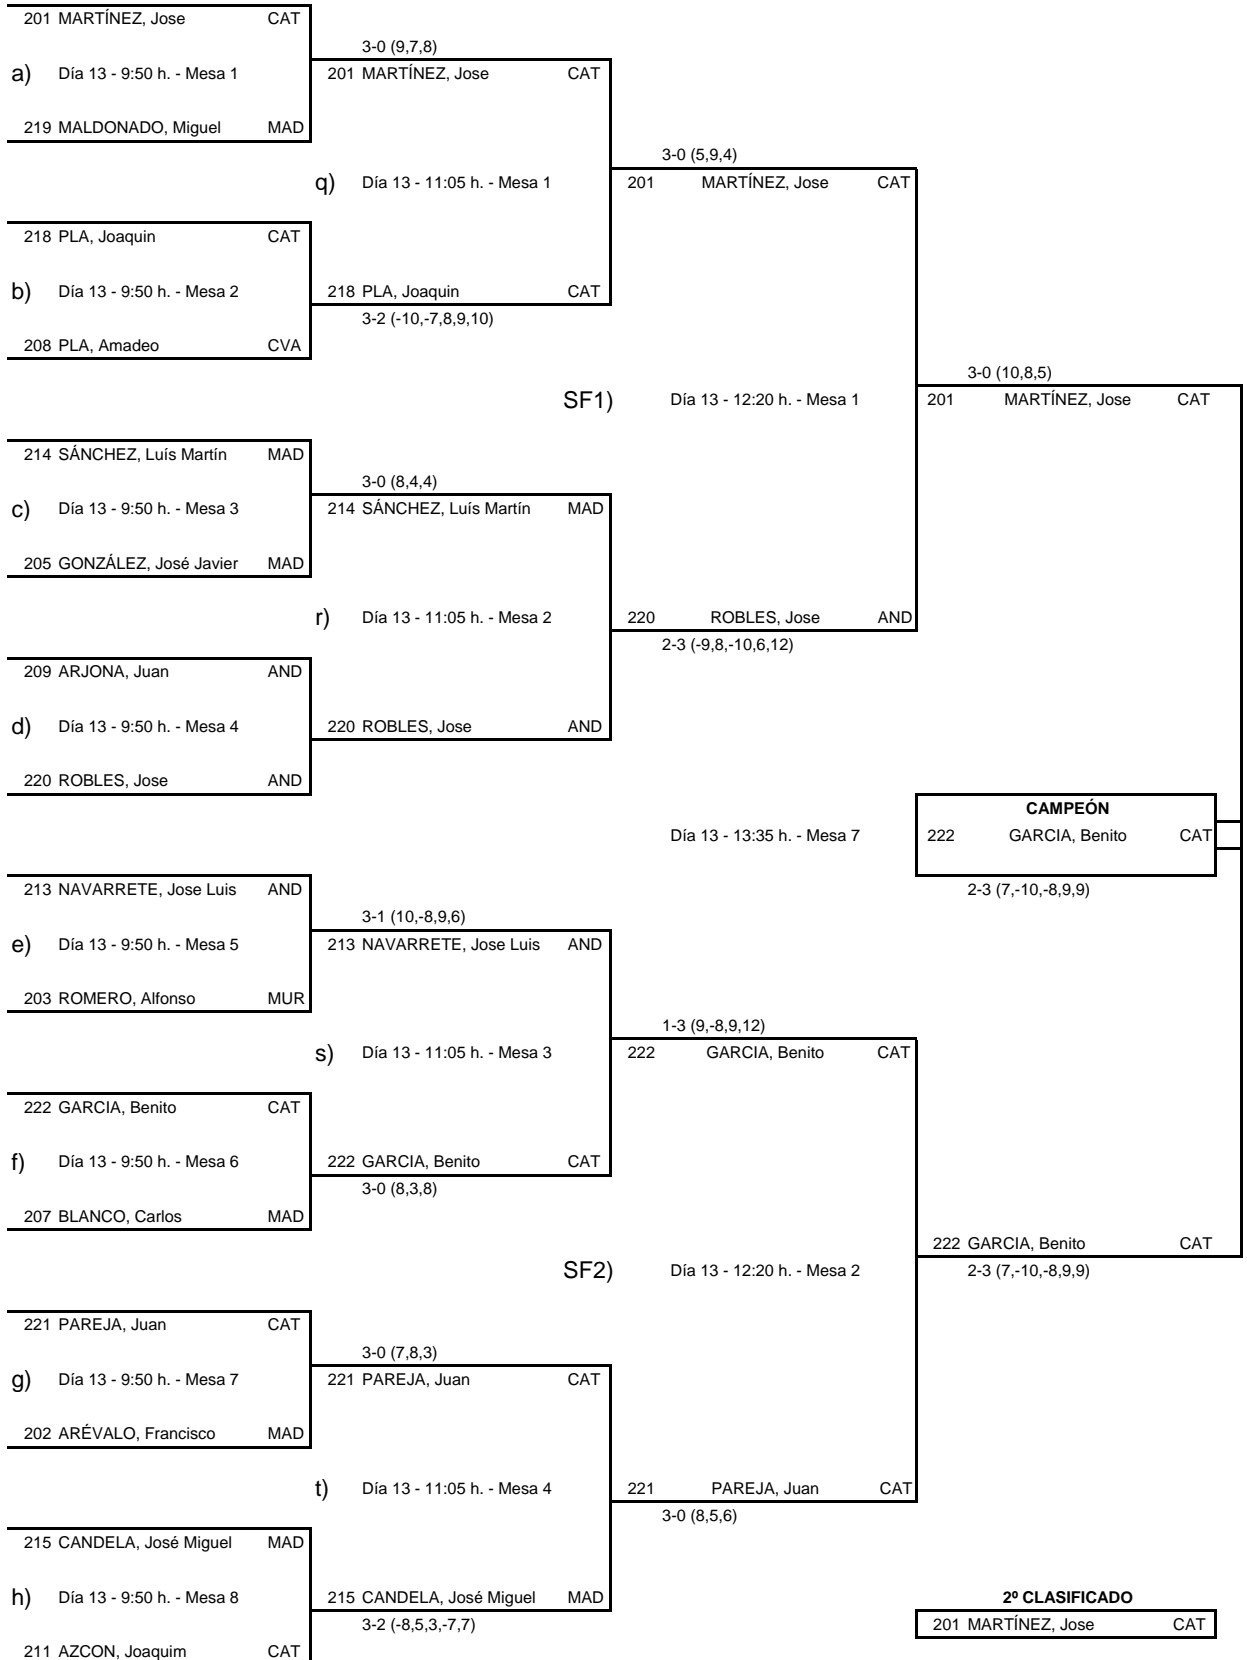 201 MARTÍNEZ, Jose CAT
3-0 (9,7,8)
a) Día 13 - 9:50 h. - Mesa 1 201 MARTÍNEZ, Jose CAT
219 MALDONADO, Miguel MAD
3-0 (5,9,4)
q) Día 13 - 11:05 h. - Mesa 1 201 MARTÍNEZ, Jose CAT
218 PLA, Joaquin CAT
b) Día 13 - 9:50 h. - Mesa 2 218 PLA, Joaquin CAT
3-2 (-10,-7,8,9,10)
208 PLA, Amadeo CVA
3-0 (10,8,5)
SF1) Día 13 - 12:20 h. - Mesa 1 201 MARTÍNEZ, Jose CAT
214 SÁNCHEZ, Luís Martín MAD
3-0 (8,4,4)
c) Día 13 - 9:50 h. - Mesa 3 214 SÁNCHEZ, Luís Martín MAD
205 GONZÁLEZ, José Javier MAD
r) Día 13 - 11:05 h. - Mesa 2 220 ROBLES, Jose AND
2-3 (-9,8,-10,6,12)
209 ARJONA, Juan AND
d) Día 13 - 9:50 h. - Mesa 4 220 ROBLES, Jose AND
220 ROBLES, Jose AND
CAMPEÓN
Día 13 - 13:35 h. - Mesa 7 222 GARCIA, Benito CAT
213 NAVARRETE, Jose Luis AND 2-3 (7,-10,-8,9,9)
3-1 (10,-8,9,6)
e) Día 13 - 9:50 h. - Mesa 5 213 NAVARRETE, Jose Luis AND
203 ROMERO, Alfonso MUR
1-3 (9,-8,9,12)
s) Día 13 - 11:05 h. - Mesa 3 222 GARCIA, Benito CAT
222 GARCIA, Benito CAT
f) Día 13 - 9:50 h. - Mesa 6 222 GARCIA, Benito CAT
3-0 (8,3,8)
207 BLANCO, Carlos MAD
222 GARCIA, Benito CAT
SF2) Día 13 - 12:20 h. - Mesa 2 2-3 (7,-10,-8,9,9)
221 PAREJA, Juan CAT
3-0 (7,8,3)
g) Día 13 - 9:50 h. - Mesa 7 221 PAREJA, Juan CAT
202 ARÉVALO, Francisco MAD
t) Día 13 - 11:05 h. - Mesa 4 221 PAREJA, Juan CAT
3-0 (8,5,6)
215 CANDELA, José Miguel MAD
h) Día 13 - 9:50 h. - Mesa 8 215 CANDELA, José Miguel MAD 2º CLASIFICADO
3-2 (-8,5,3,-7,7) 201 MARTÍNEZ, Jose CAT
211 AZCON, Joaquim CAT